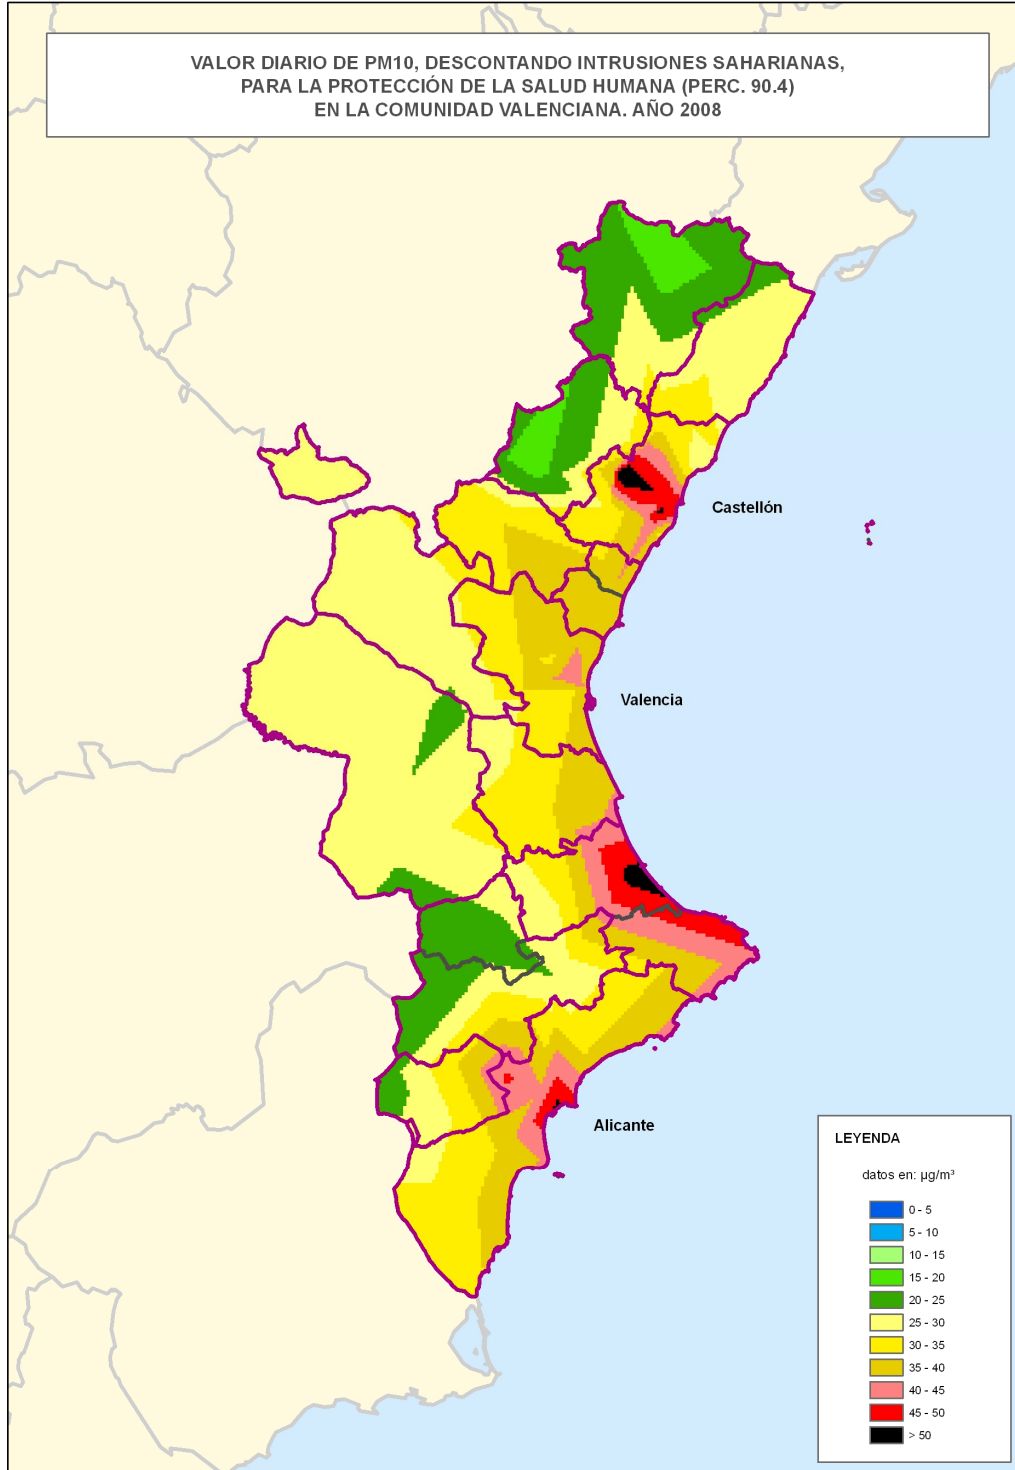 VALOR DIARIO DE PM10, DESCONTANDO INTRUSIONES SAHARIANAS,
PARA LA PROTECCIÓN DE LA SALUD HUMANA (PERC. 90.4)
EN LA COMUNIDAD VALENCIANA. AÑO 2008
Castellón
Valencia
Alicante
LEYENDA
datos en: µg/m³
0 - 5
5 - 10
10 - 15
15 - 20
20 - 25
25 - 30
30 - 35
35 - 40
40 - 45
45 - 50
> 50